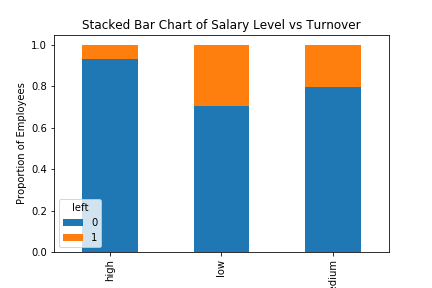 Stacked Bar Chart of Salary Level vs Turnover
Proportion of Employees
1.0
0.8
0.6
0.4
0.2
0.0
left
0
1
high
low
edium